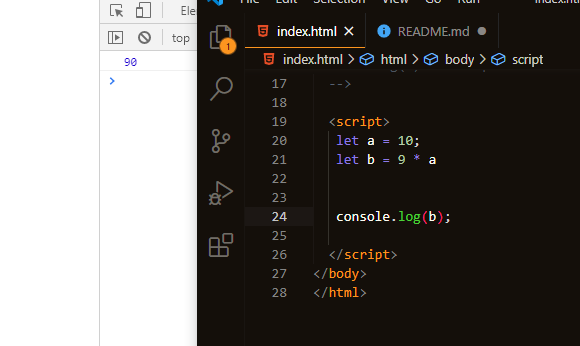 Ele
top
90
Edit
Selection
View
Go
Run
index.html
index.html
README.md
1
index.html > html > body > script
17 -->
18
19 <script>
20 let a = 10;
21 let b = 9 * a
22
23
24 console.log(b);
25
26 </script>
27 </body>
28 </html>